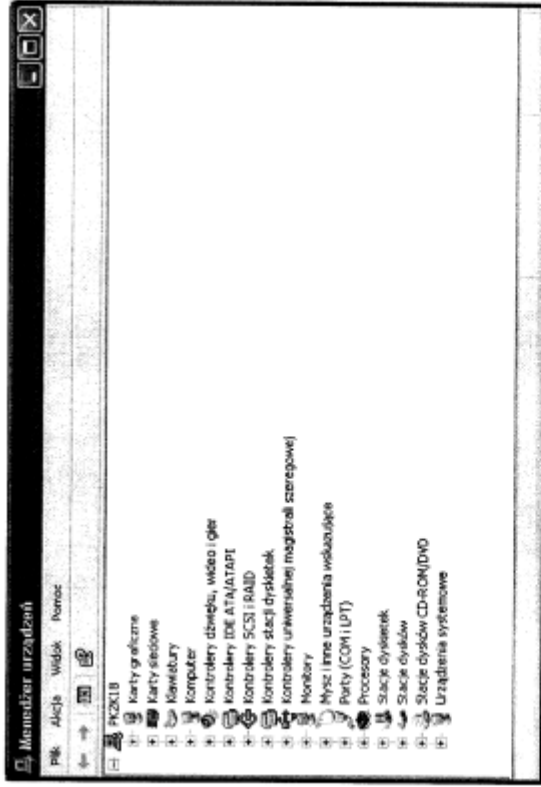 Menedżer urządzeń
Plik Akcja Widok Pomoc
PK2K18
Karty graficzne
Karty sieciowe
Klawiatury
Komputer
Kontrolery dźwięku, wideo i gier
Kontrolery IDE ATA/ATAPI
Kontrolery SCSI i RAID
Kontrolery stacji dyskietek
Kontrolery uniwersalnej magistrali szeregowej
Monitory
Mysz i inne urządzenia wskazujące
Porty (COM i LPT)
Procesory
Stacje dyskietek
Stacje dysków
Stacje dysków CD-ROM/DVD
Urządzenia systemowe